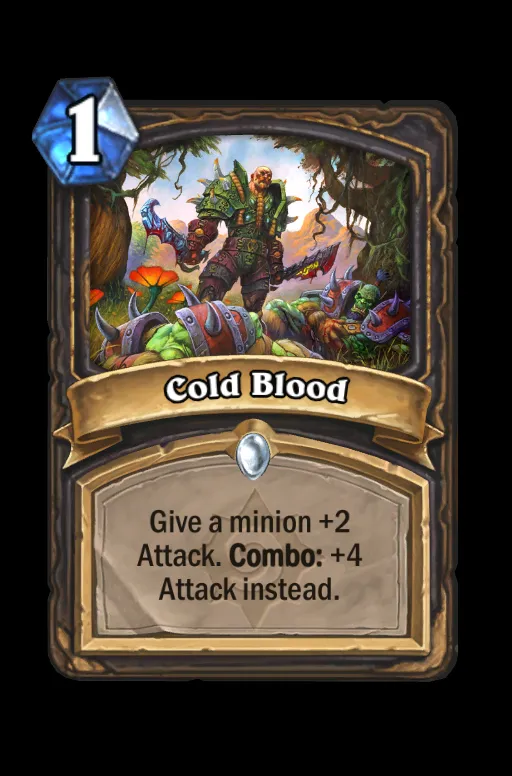 1
Cold Blood
Give a minion +2
Attack. Combo: +4
Attack instead.